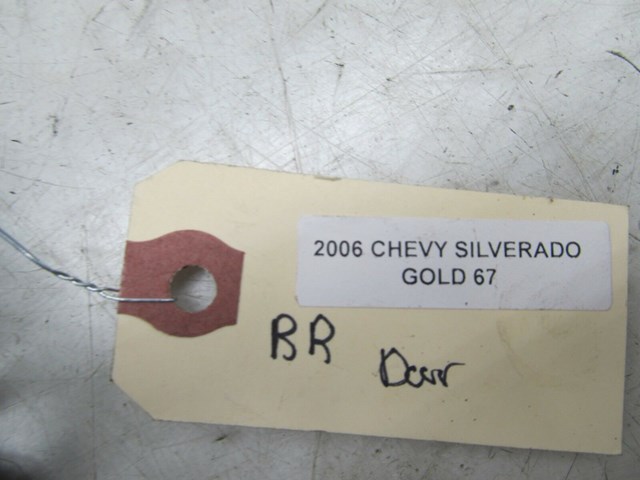 2006 CHEVY SILVERADO
GOLD 67
BR Door